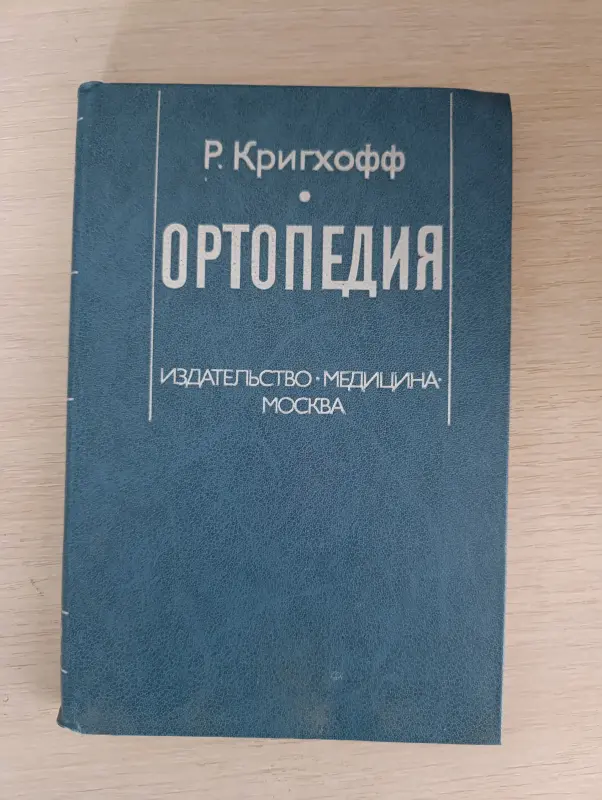 Р. Кригхофф
•
ОРТОПЕДИЯ
ИЗДАТЕЛЬСТВО•МЕДИЦИНА•
МОСКВА